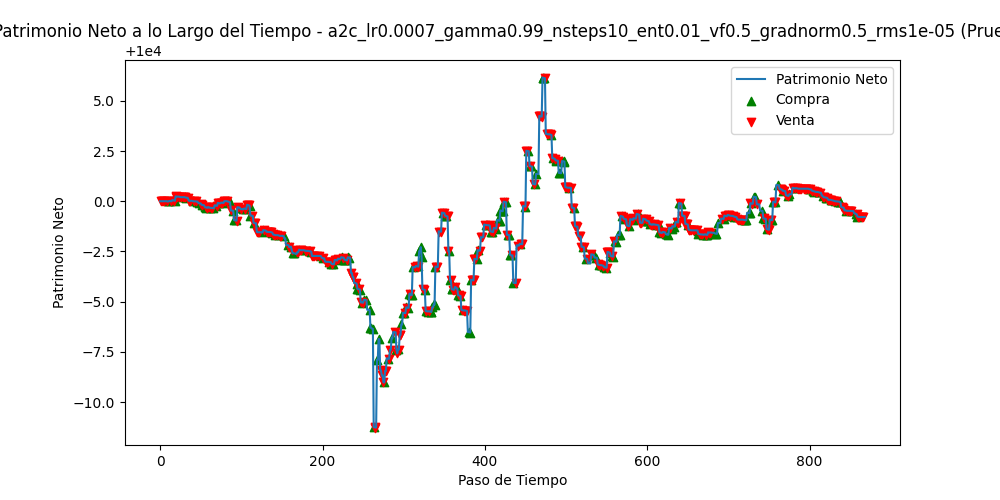 Patrimonio Neto a lo Largo del Tiempo - a2c_lr0.0007_gamma0.99_nsteps10_ent0.01_vf0.5_gradnorm0.5_rms1e-05 (Prue
+1e4
Patrimonio Neto
Compra
Venta
5.0
2.5
0.0
−2.5
−5.0
−7.5
−10.0
Patrimonio Neto
0 200 400 600 800
Paso de Tiempo